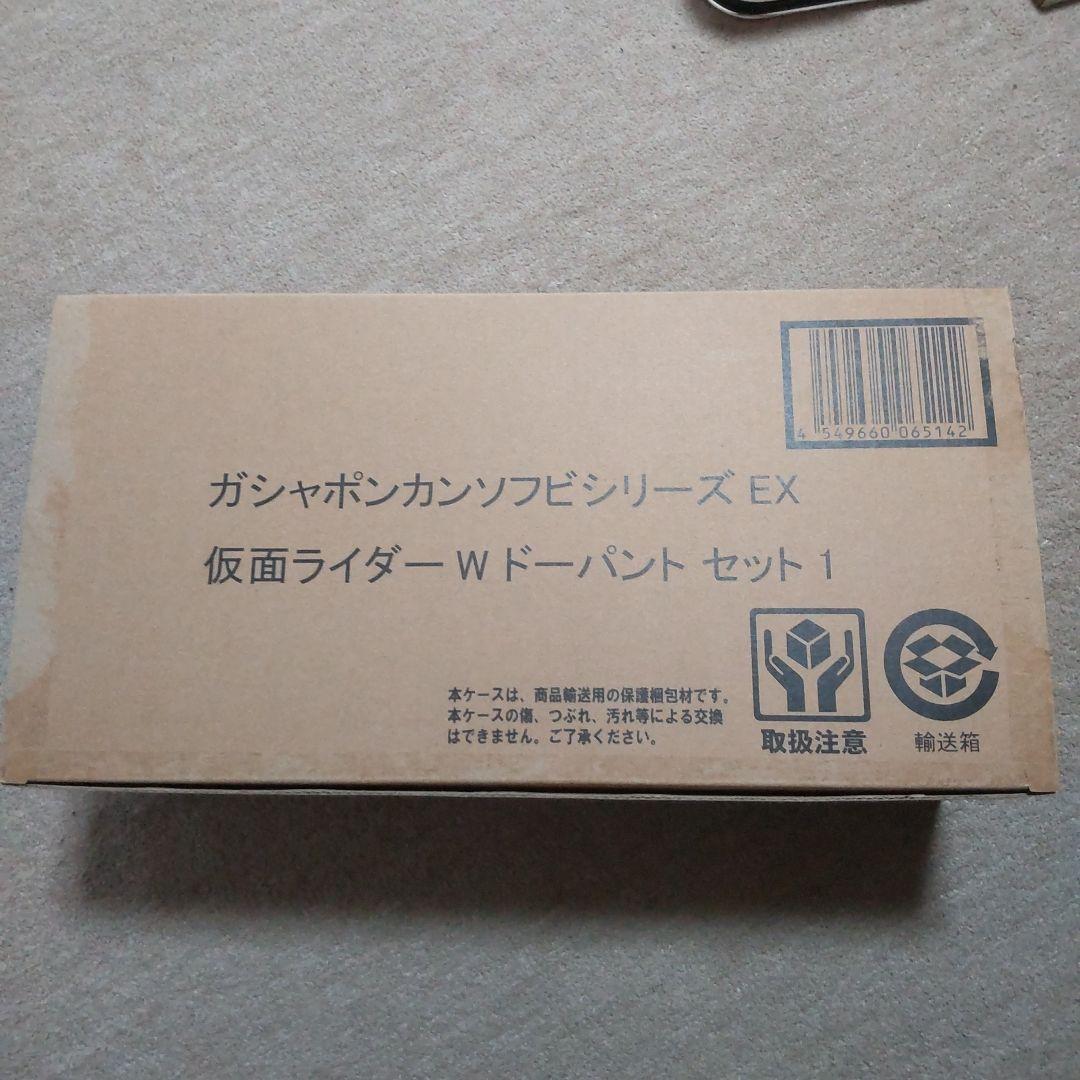 4 549660 065142
ガシャポンカンソフビシリーズ EX
仮面ライダー W ドーパント セット 1
本ケースは、商品輸送用の保護梱包材です。
本ケースの傷、つぶれ、汚れ等による交換
はできません。ご了承ください。
取扱注意
輸送箱